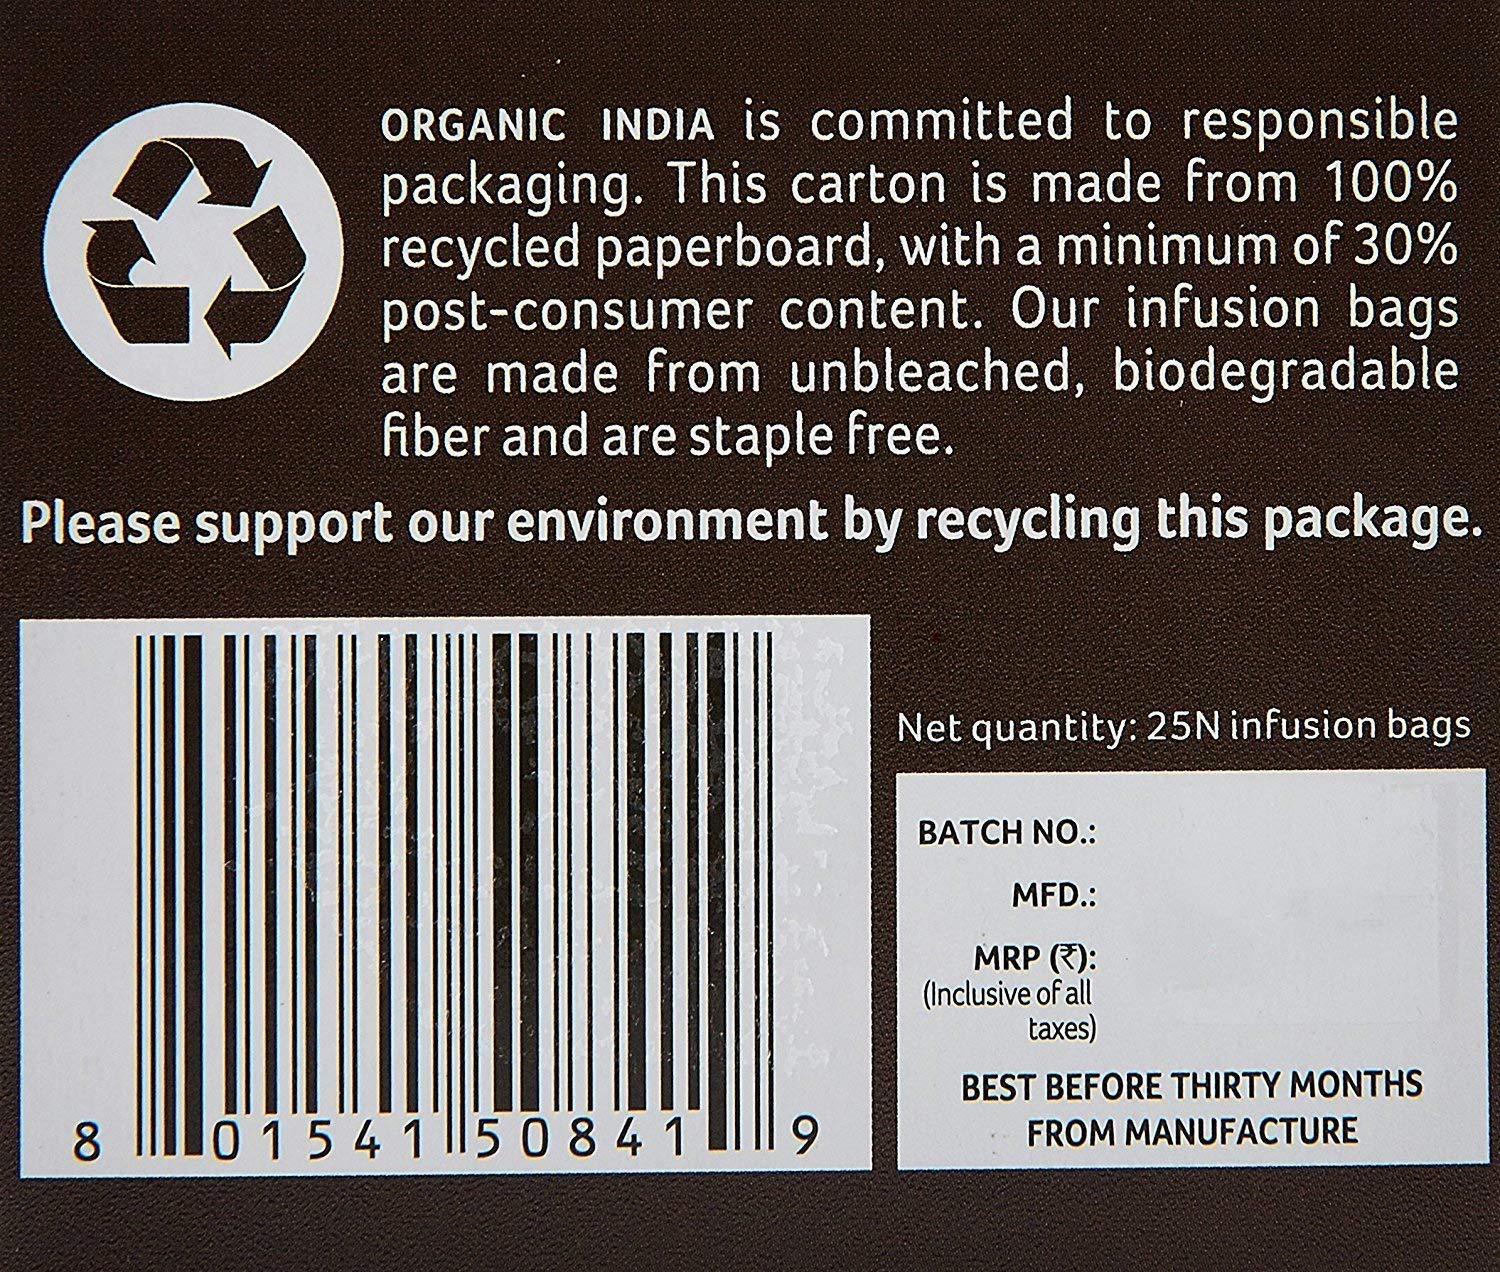 ORGANIC INDIA is committed to responsible
packaging. This carton is made from 100%
recycled paperboard, with a minimum of 30%
post-consumer content. Our infusion bags
are made from unbleached, biodegradable
fiber and are staple free.
Please support our environment by recycling this package.
8 01541 50841 9
Net quantity: 25N infusion bags
BATCH NO.:
MFD.:
MRP (₹):
(Inclusive of all
taxes)
BEST BEFORE THIRTY MONTHS
FROM MANUFACTURE